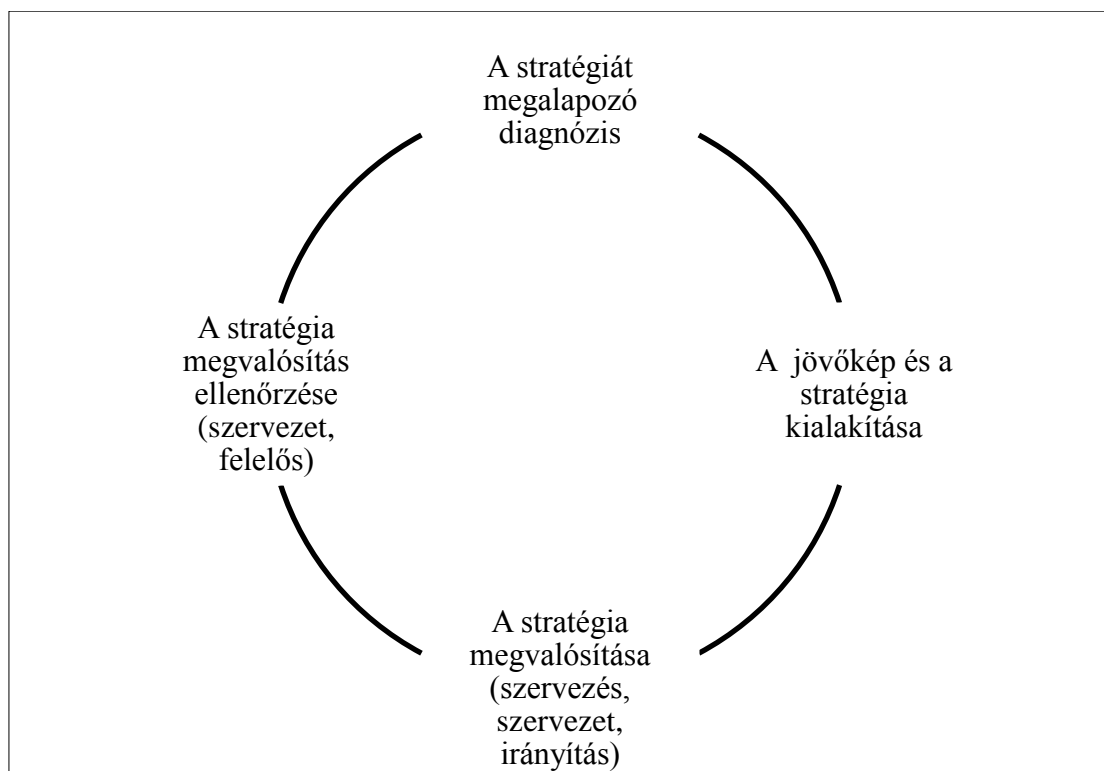 A stratégiát
megalapozó
diagnózis
A jövőkép és a
stratégia
kialakítása
A stratégia
megvalósítása
(szervezés,
szervezet,
irányítás)
A stratégia
megvalósítás
ellenőrzése
(szervezet,
felelős)